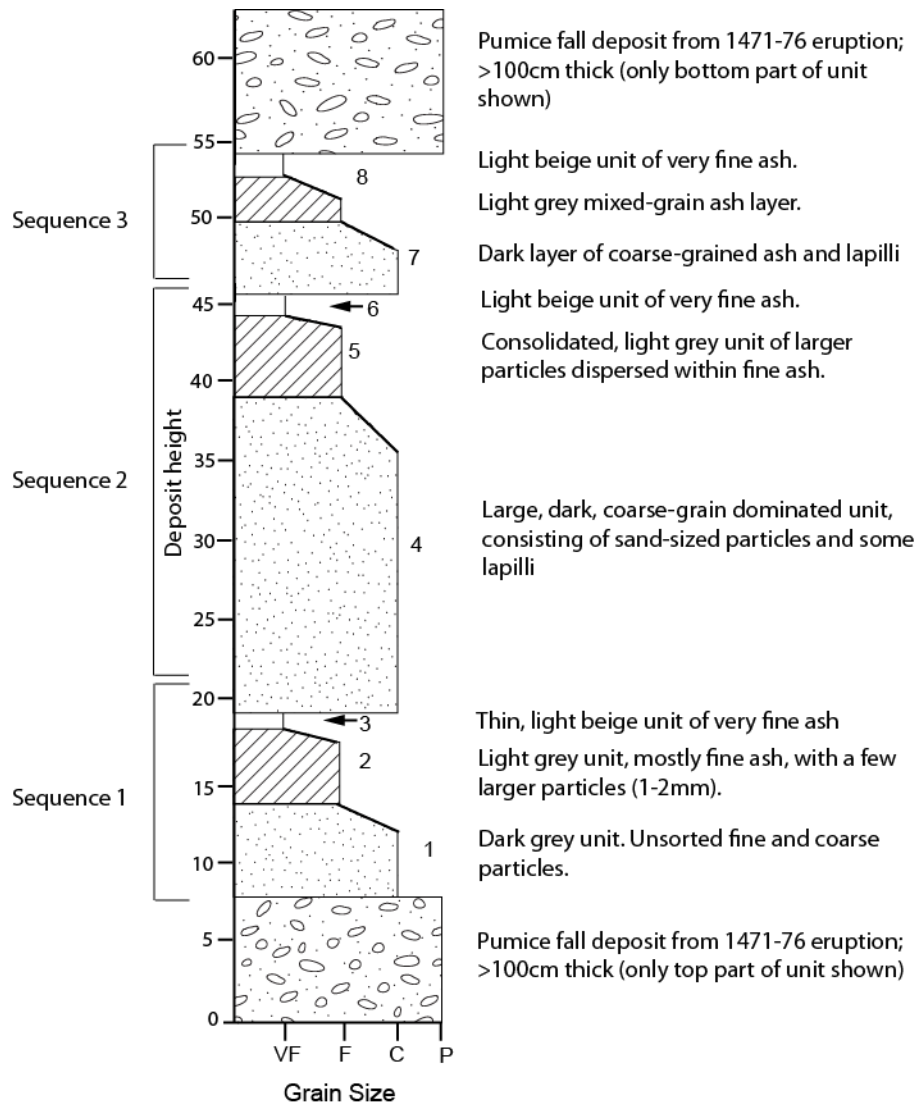 60
Pumice fall deposit from 1471-76 eruption;
>100cm thick (only bottom part of unit
shown)
55
Light beige unit of very fine ash.
8
Sequence 3
50
Light grey mixed-grain ash layer.
7
Dark layer of coarse-grained ash and lapilli
45
6
Light beige unit of very fine ash.
5
Consolidated, light grey unit of larger
particles dispersed within fine ash.
40
35
Sequence 2
Deposit height
4
Large, dark, coarse-grain dominated unit,
consisting of sand-sized particles and some
lapilli
30
25
20
3
Thin, light beige unit of very fine ash
2
Light grey unit, mostly fine ash, with a few
larger particles (1-2mm).
15
Sequence 1
1
Dark grey unit. Unsorted fine and coarse
particles.
10
5
Pumice fall deposit from 1471-76 eruption;
>100cm thick (only top part of unit shown)
0
VF F C P
Grain Size